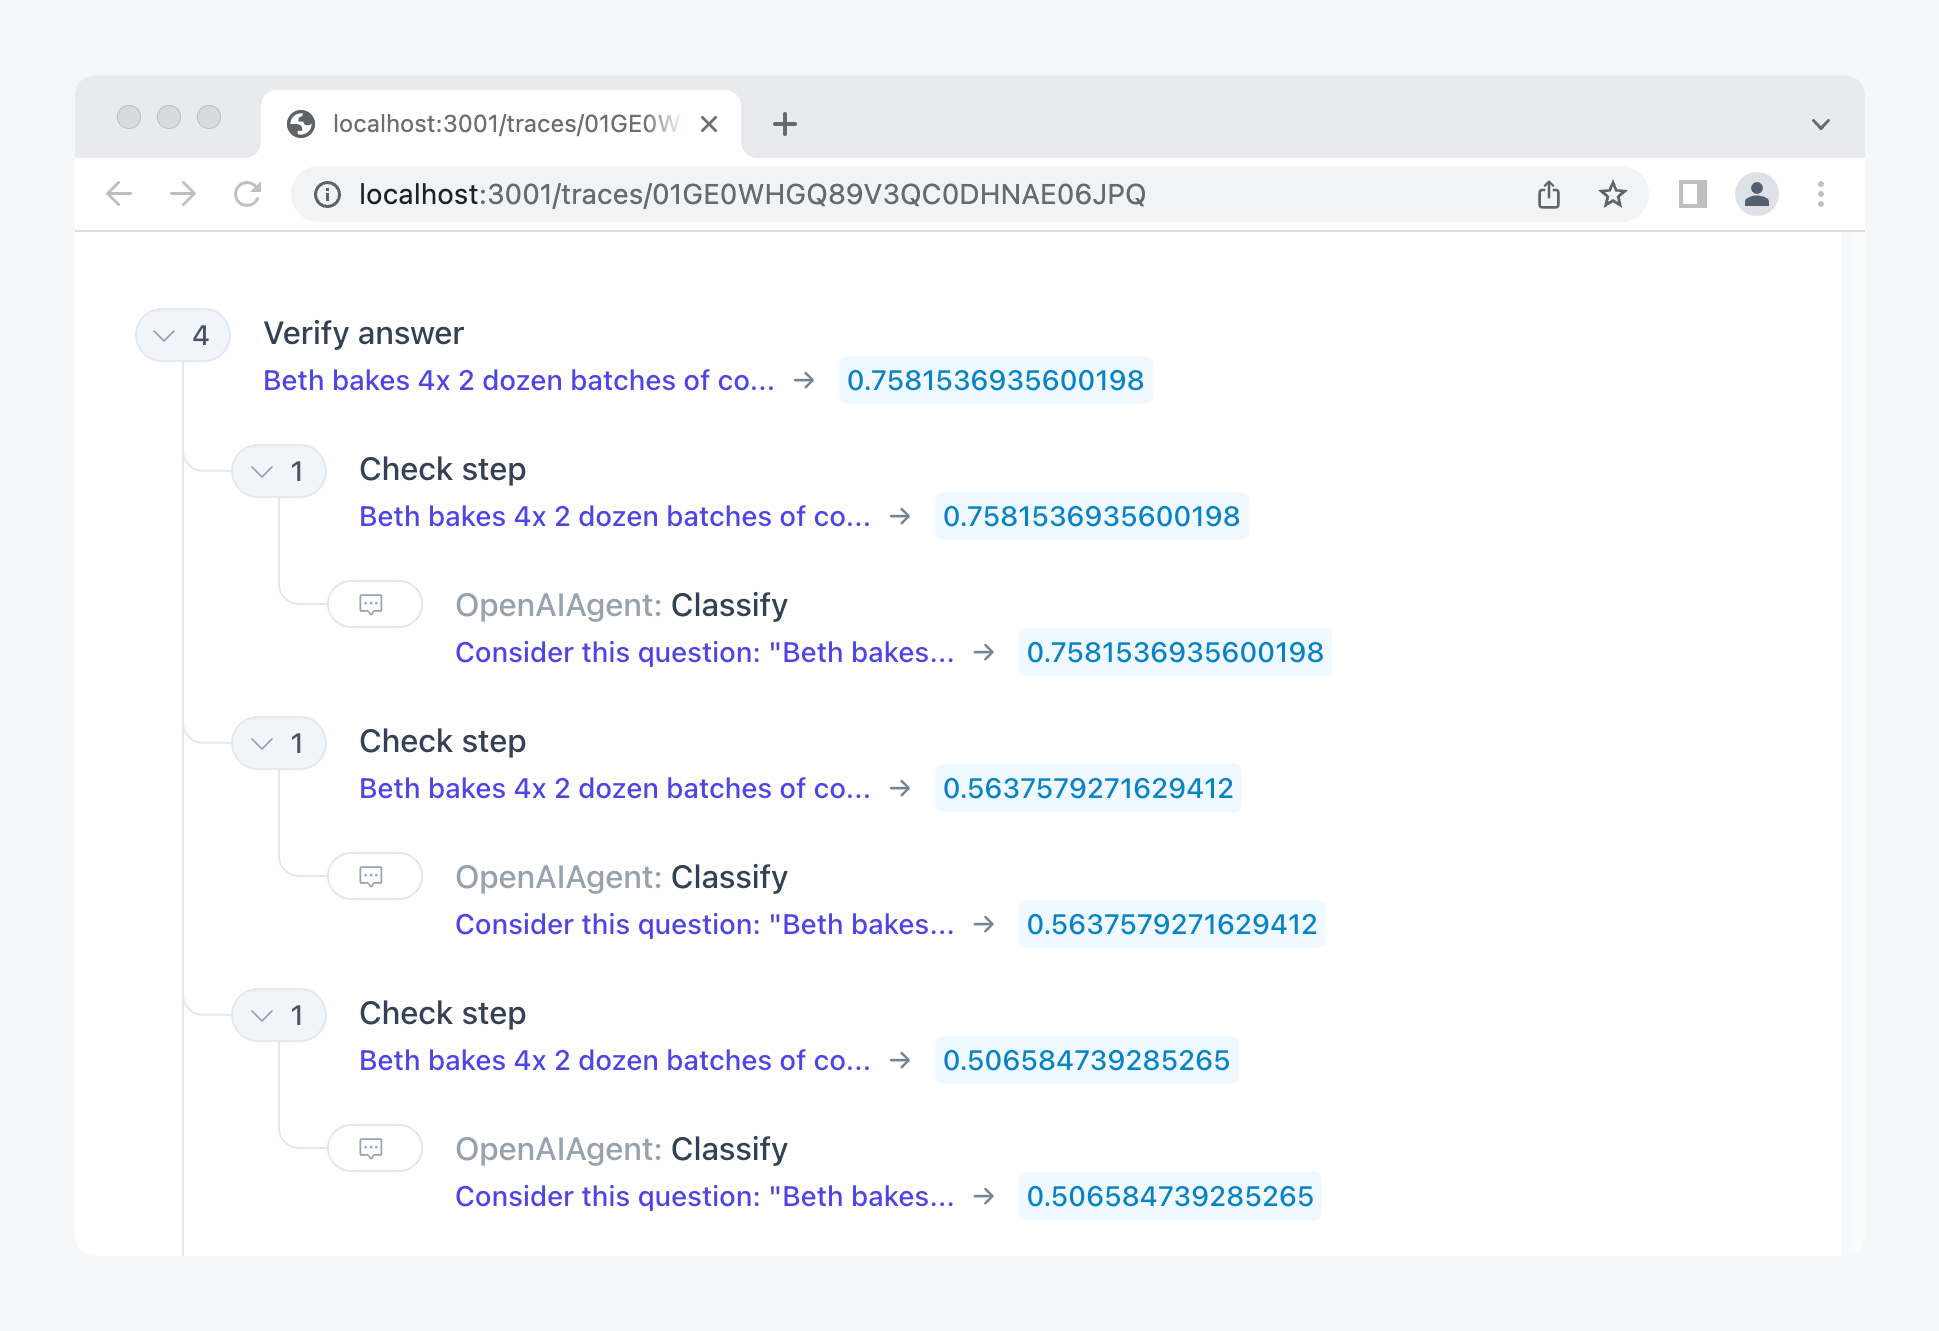 localhost:3001/traces/01GE0W
localhost:3001/traces/01GE0WHGQ89V3QC0DHNAE06JPQ
4 Verify answer
Beth bakes 4x 2 dozen batches of co... → 0.7581536935600198
1 Check step
Beth bakes 4x 2 dozen batches of co... → 0.7581536935600198
OpenAIAgent: Classify
Consider this question: "Beth bakes... → 0.7581536935600198
1 Check step
Beth bakes 4x 2 dozen batches of co... → 0.5637579271629412
OpenAIAgent: Classify
Consider this question: "Beth bakes... → 0.5637579271629412
1 Check step
Beth bakes 4x 2 dozen batches of co... → 0.506584739285265
OpenAIAgent: Classify
Consider this question: "Beth bakes... → 0.506584739285265